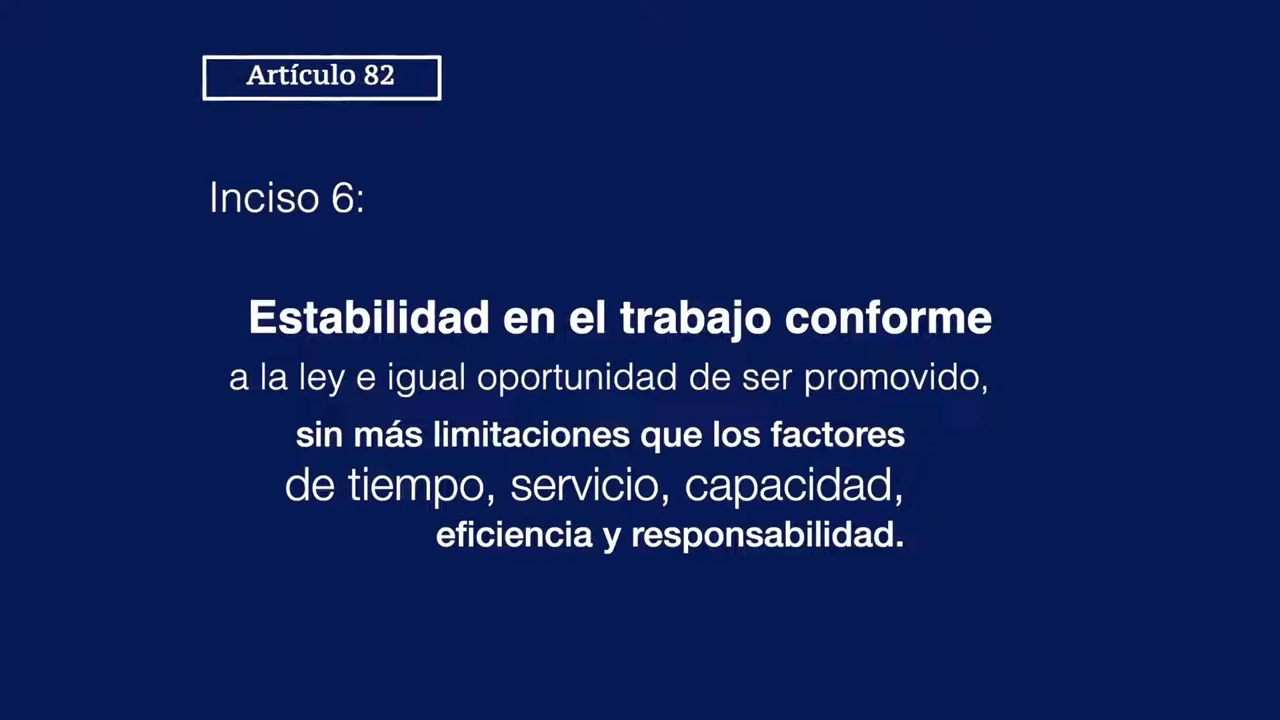 Artículo 82
Inciso 6:
Estabilidad en el trabajo conforme
a la ley e igual oportunidad de ser promovido,
sin más limitaciones que los factores
de tiempo, servicio, capacidad,
eficiencia y responsabilidad.